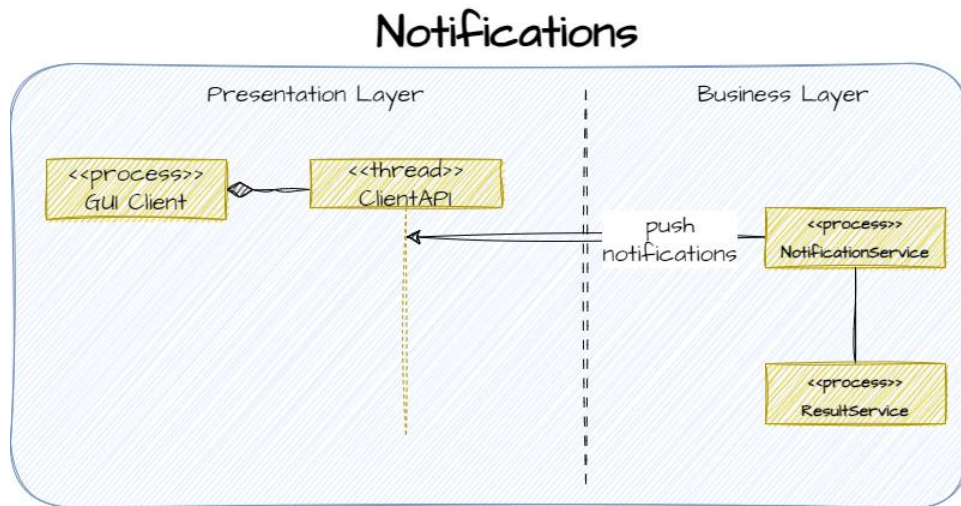 Notifications
Presentation Layer
Business Layer
<<process>>
GUI Client
<<thread>>
ClientAPI
push
notifications
<<process>>
NotificationService
<<process>>
ResultService